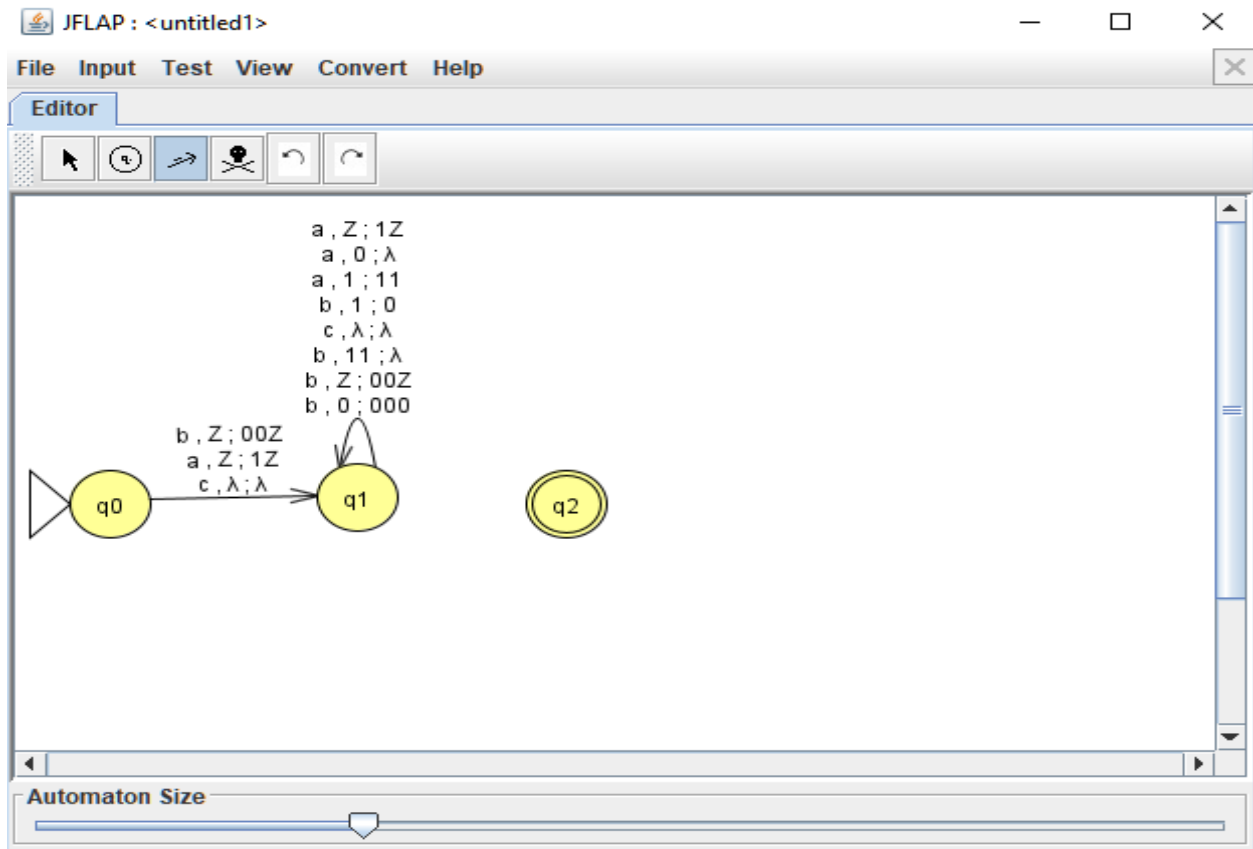 JFLAP : <untitled1>
File Input Test View Convert Help
Editor
a , Z ; 1Z
a , 0 ; λ
a , 1 ; 11
b , 1 ; 0
c , λ ; λ
b , 11 ; λ
b , Z ; 00Z
b , 0 ; 000
b , Z ; 00Z
a , Z ; 1Z
c , λ ; λ
q0
q1
q2
Automaton Size